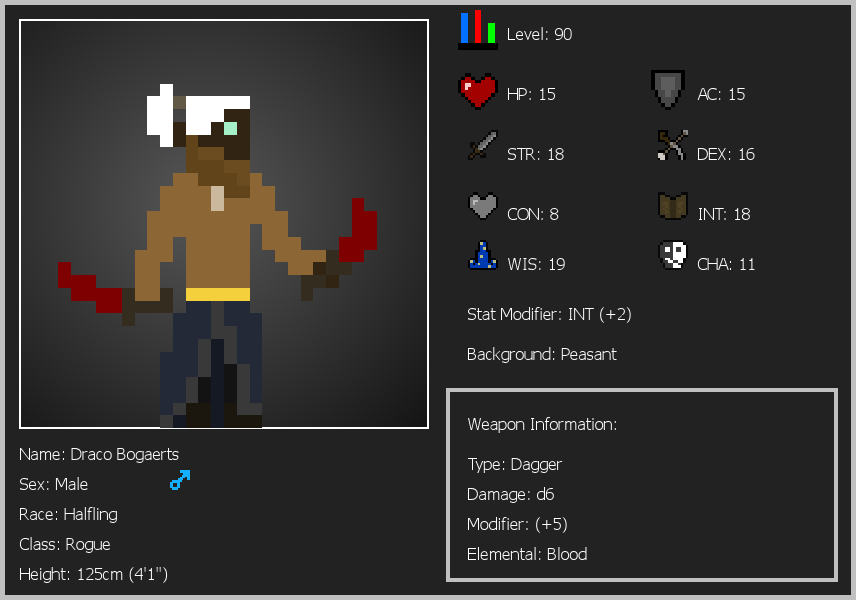 Level: 90
HP: 15
AC: 15
STR: 18
DEX: 16
CON: 8
INT: 18
WIS: 19
CHA: 11
Stat Modifier: INT (+2)
Background: Peasant
Weapon Information:
Type: Dagger
Damage: d6
Modifier: (+5)
Elemental: Blood
Name: Draco Bogaerts
Sex: Male
Race: Halfling
Class: Rogue
Height: 125cm (4'1")